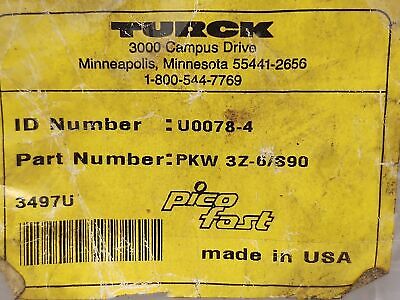 TURCK
3000 Campus Drive
Minneapolis, Minnesota 55441-2656
1-800-544-7769
ID Number : U0078-4
Part Number: PKW 3Z-6/S90
3497U
pico
fast
made in USA